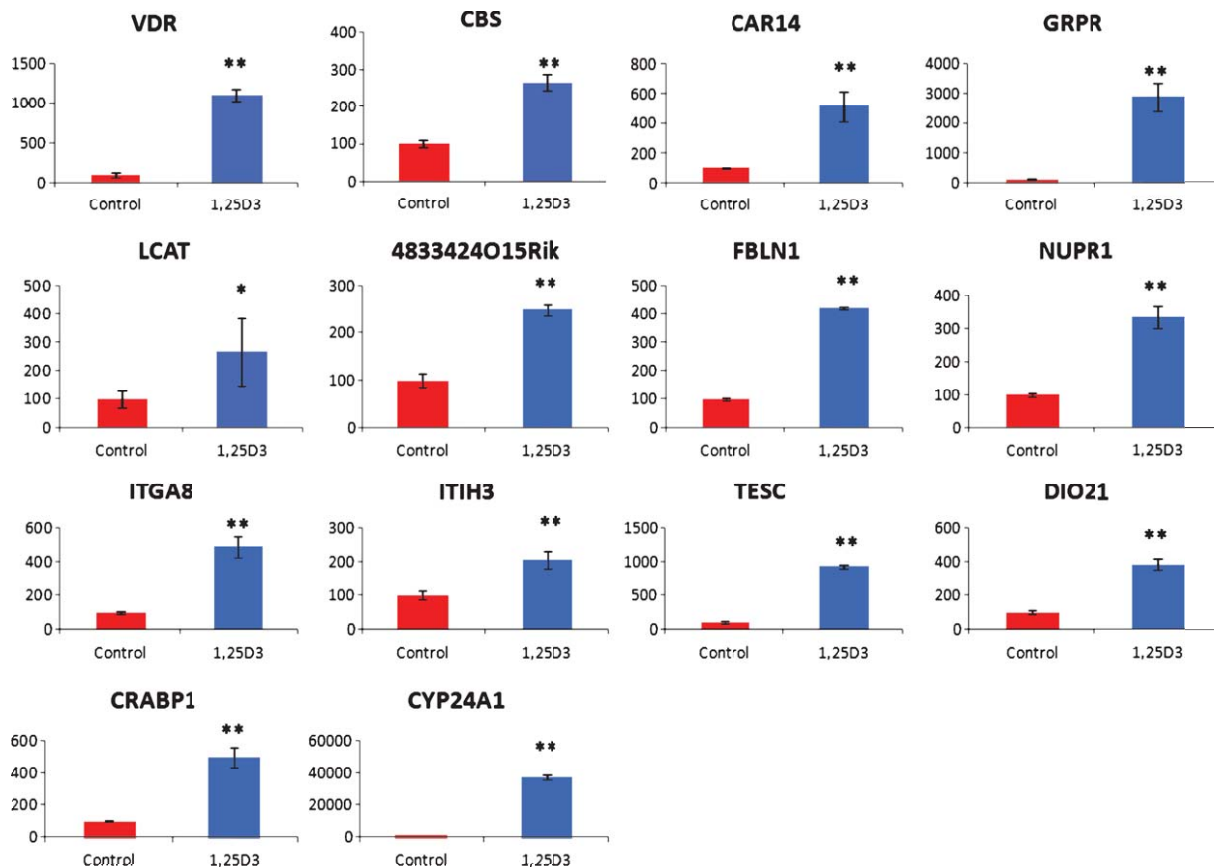 VDR
1500
1000
500
0
**
Control 1,25D3
CBS
400
300
200
100
0
**
Control 1,25D3
CAR14
800
600
400
200
0
**
Control 1,25D3
GRPR
4000
3000
2000
1000
0
**
Control 1,25D3
LCAT
500
400
300
200
100
0
*
Control 1,25D3
4833424O15Rik
300
200
100
0
**
Control 1,25D3
FBLN1
500
400
300
200
100
0
**
Control 1,25D3
NUPR1
400
300
200
100
0
**
Control 1,25D3
ITGA8
600
400
200
0
**
Control 1,25D3
ITIH3
300
200
100
0
**
Control 1,25D3
TESC
1500
1000
500
0
**
Control 1,25D3
DIO21
600
400
200
0
**
Control 1,25D3
CRABP1
600
400
200
0
**
Control 1,25D3
CYP24A1
60000
40000
20000
0
**
Control 1,25D3